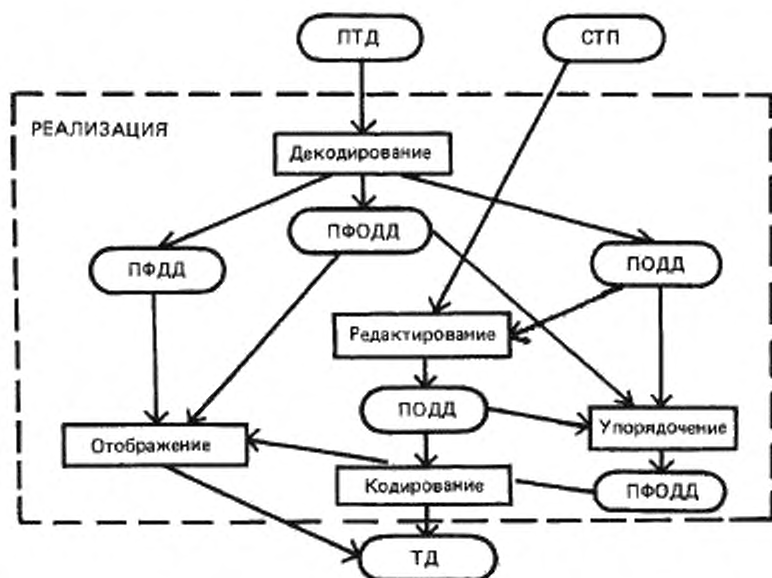 ПТД
СТП
РЕАЛИЗАЦИЯ
Декодирование
ПФОДД
ПФДД
ПОДД
Редактирование
ПОДД
Упорядочение
Отображение
Кодирование
ПФОДД
ТД